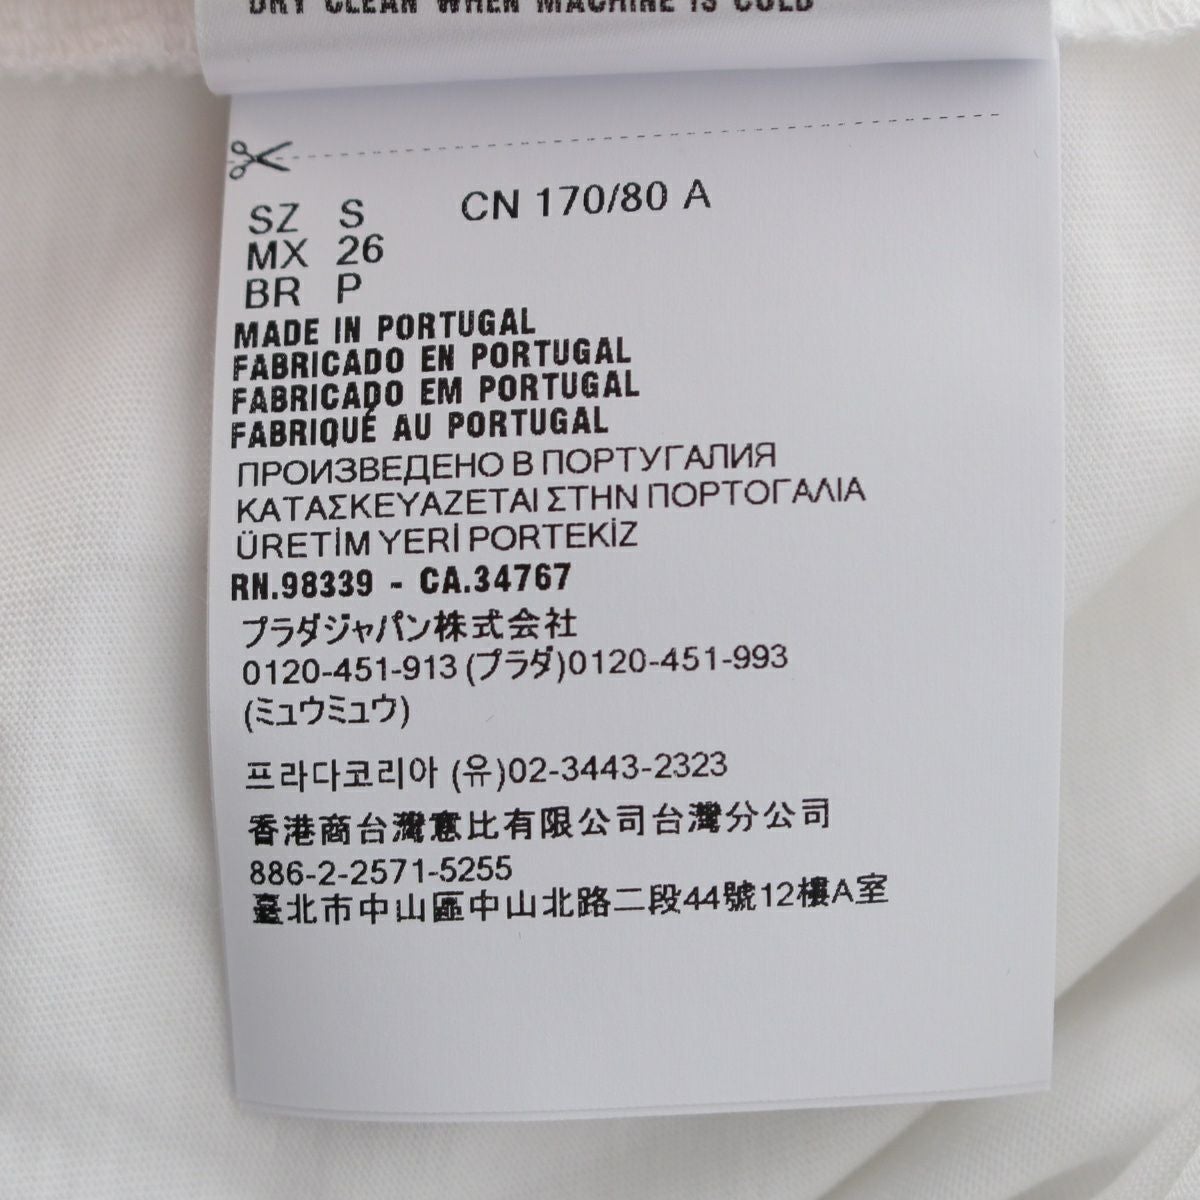 DRY CLEAN WHEN MACHINE IS COLD
SZ S CN 170/80 A
MX 26
BR P
MADE IN PORTUGAL
FABRICADO EN PORTUGAL
FABRICADO EM PORTUGAL
FABRIQUÉ AU PORTUGAL
ПРОИЗВЕДЕНО В ПОРТУГАЛИЯ
ΚΑΤΑΣΚΕΥΑΖΕΤΑΙ ΣΤΗΝ ΠΟΡΤΟΓΑΛΙΑ
ÜRETİM YERİ PORTEKİZ
RN.98339 - CA.34767
プラダジャパン株式会社
0120-451-913 (プラダ)0120-451-993
(ミュウミュウ)
프라다코리아 (유)02-3443-2323
香港商台灣意比有限公司台灣分公司
886-2-2571-5255
臺北市中山區中山北路二段44號12樓A室